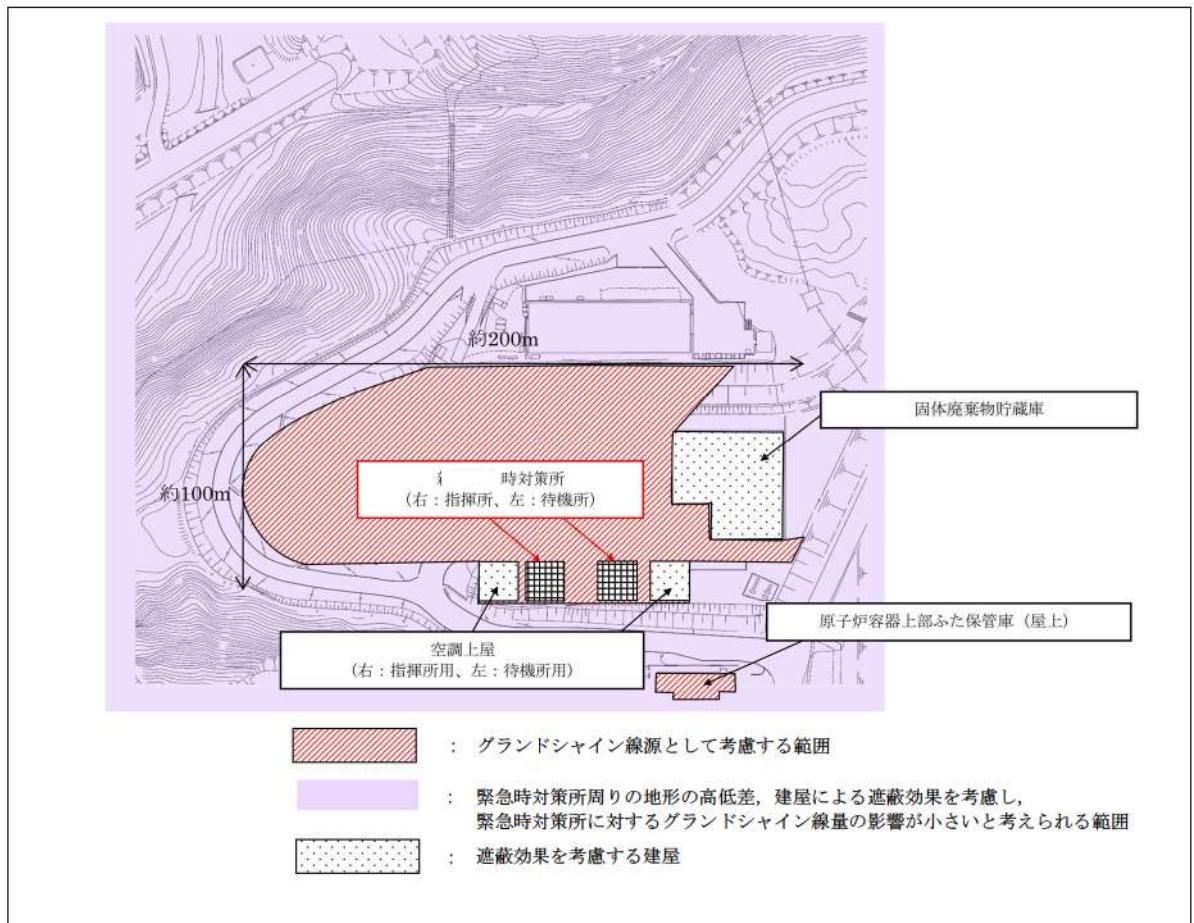 約200m
固体廃棄物貯蔵庫
時対策所
(右：指揮所、左：待機所)
約100m
原子炉容器上部ふた保管庫（屋上）
空調上屋
(右：指揮所用、左：待機所用)
： グランドシャイン線源として考慮する範囲
： 緊急時対策所周りの地形の高低差，建屋による遮蔽効果を考慮し，
緊急時対策所に対するグランドシャイン線量の影響が小さいと考えられる範囲
： 遮蔽効果を考慮する建屋